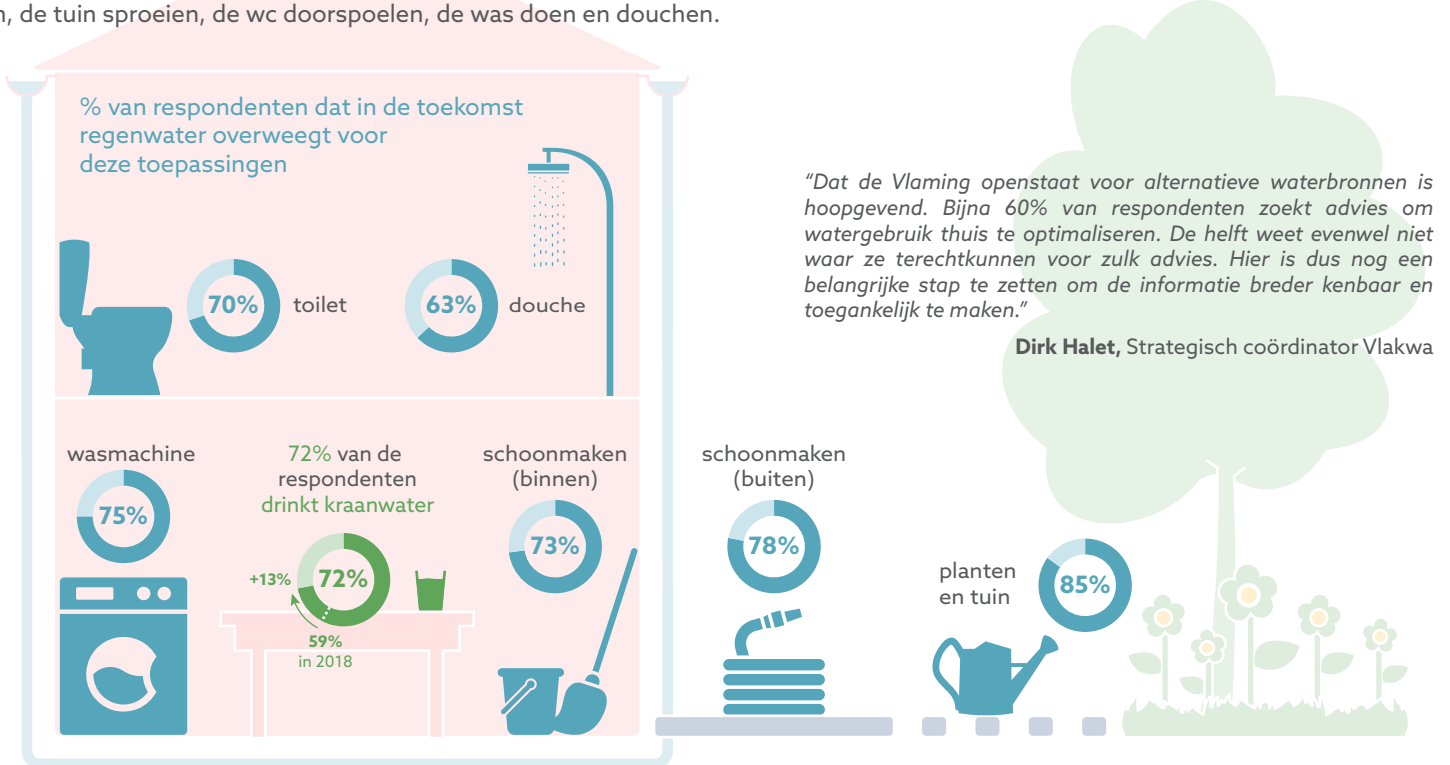 , de tuin sproeien, de wc doorspoelen, de was doen en douchen.
% van respondenten dat in de toekomst
regenwater overweegt voor
deze toepassingen
70%
toilet
63%
douche
"Dat de Vlaming openstaat voor alternatieve waterbronnen is
hoopgevend. Bijna 60% van respondenten zoekt advies om
watergebruik thuis te optimaliseren. De helft weet evenwel niet
waar ze terechtkunnen voor zulk advies. Hier is dus nog een
belangrijke stap te zetten om de informatie breder kenbaar en
toegankelijk te maken."
Dirk Halet, Strategisch coördinator Vlakwa
wasmachine
75%
72% van de
respondenten
drinkt kraanwater
+13%
72%
59%
in 2018
schoonmaken
(binnen)
73%
schoonmaken
(buiten)
78%
planten
en tuin
85%